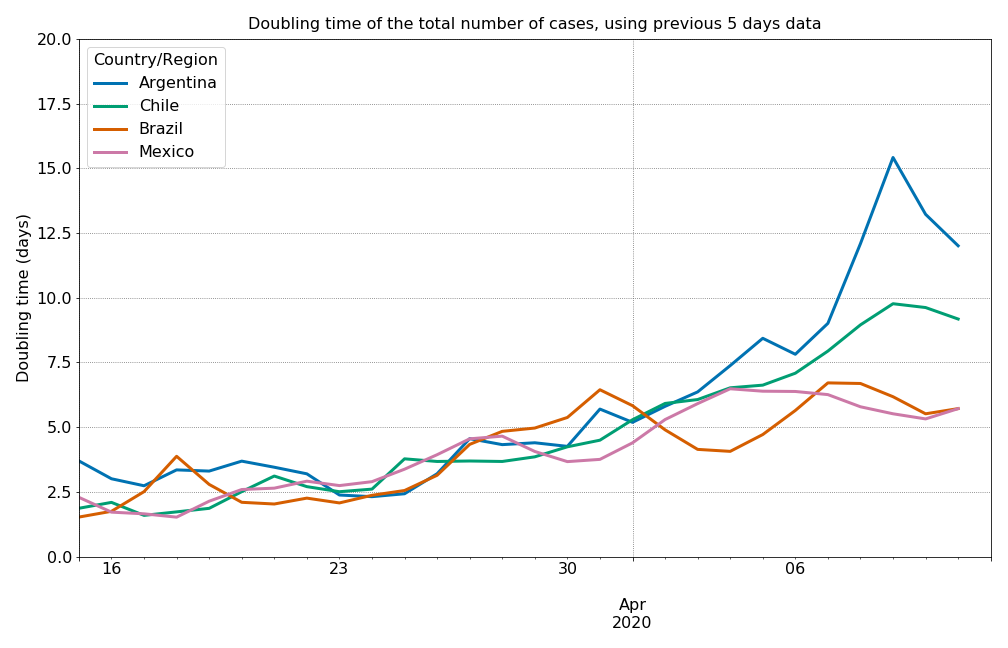 Doubling time of the total number of cases, using previous 5 days data
20.0
17.5
15.0
12.5
10.0
7.5
5.0
2.5
0.0
Doubling time (days)
Country/Region
Argentina
Chile
Brazil
Mexico
16 23 30 06
Apr
2020